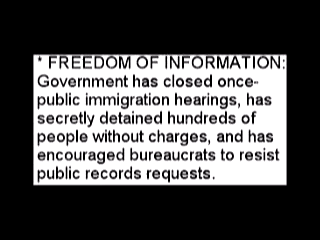 * FREEDOM OF INFORMATION:
Government has closed once-
public immigration hearings, has
secretly detained hundreds of
people without charges, and has
encouraged bureaucrats to resist
public records requests.